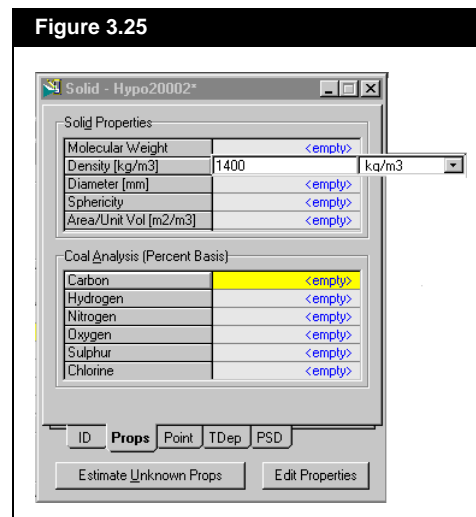 Figure 3.25
Solid - Hypo20002*
Solid Properties
Molecular Weight <empty>
Density [kg/m3] 1400 kg/m3
Diameter [mm] <empty>
Sphericity <empty>
Area/Unit Vol [m2/m3] <empty>
Coal Analysis (Percent Basis)
Carbon <empty>
Hydrogen <empty>
Nitrogen <empty>
Oxygen <empty>
Sulphur <empty>
Chlorine <empty>
ID Props Point TDep PSD
Estimate Unknown Props Edit Properties